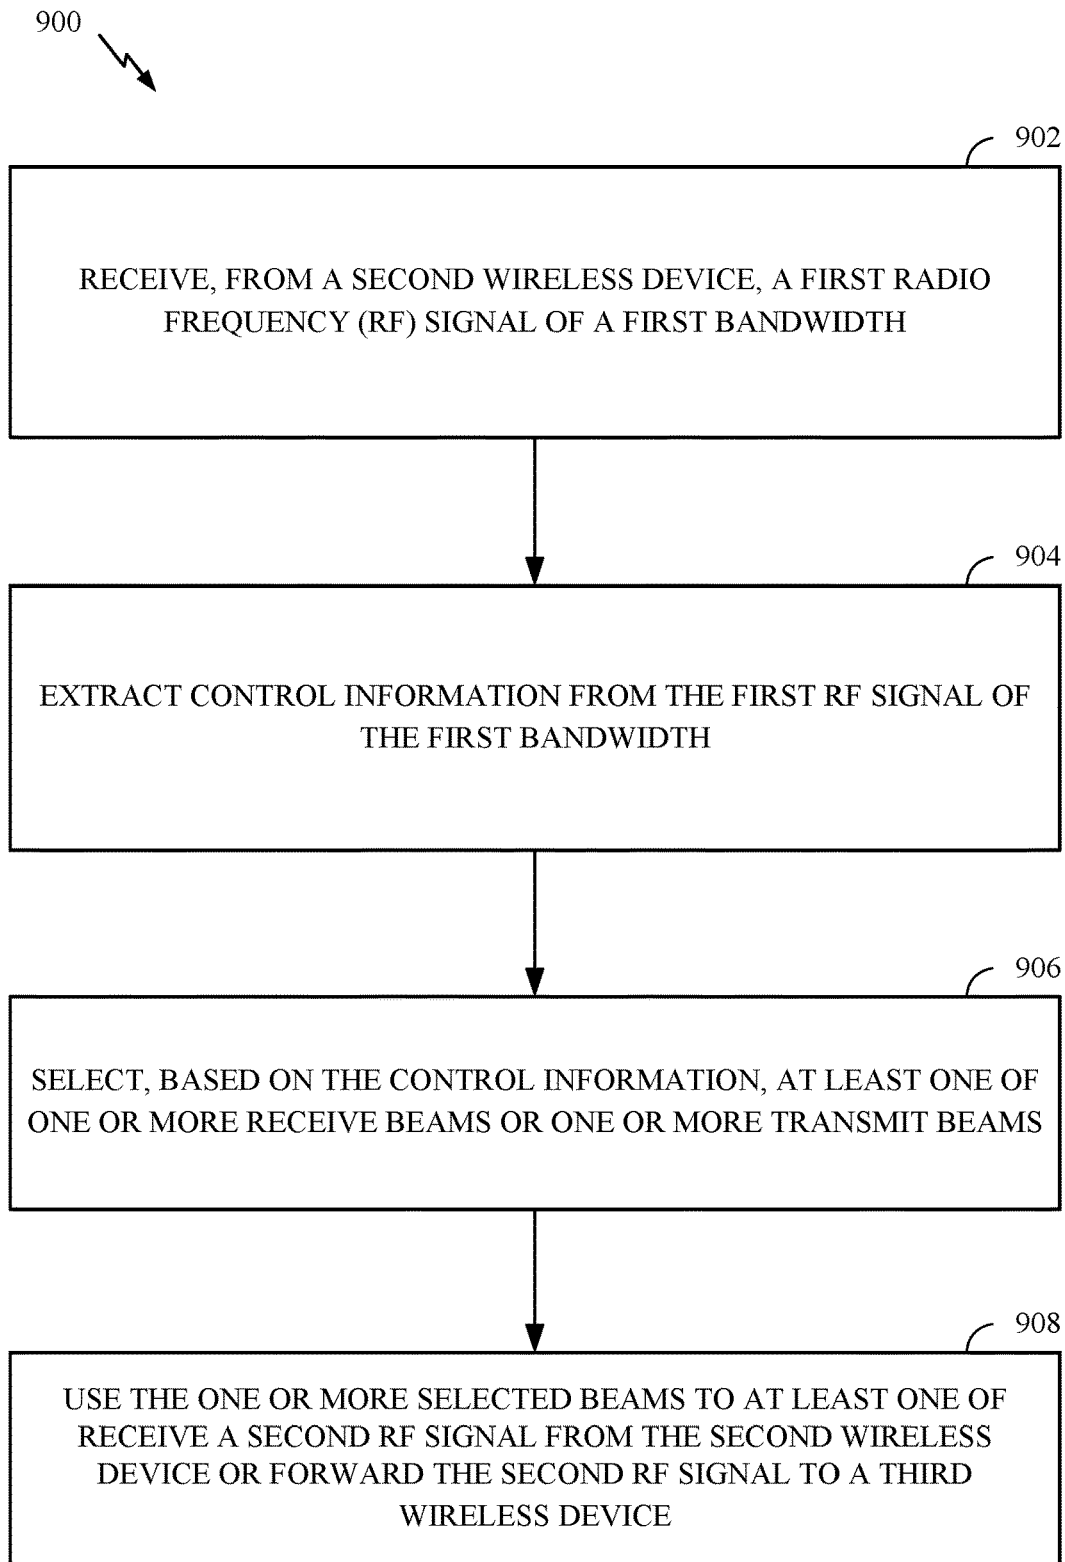 900
902
RECEIVE, FROM A SECOND WIRELESS DEVICE, A FIRST RADIO
FREQUENCY (RF) SIGNAL OF A FIRST BANDWIDTH
904
EXTRACT CONTROL INFORMATION FROM THE FIRST RF SIGNAL OF
THE FIRST BANDWIDTH
906
SELECT, BASED ON THE CONTROL INFORMATION, AT LEAST ONE OF
ONE OR MORE RECEIVE BEAMS OR ONE OR MORE TRANSMIT BEAMS
908
USE THE ONE OR MORE SELECTED BEAMS TO AT LEAST ONE OF
RECEIVE A SECOND RF SIGNAL FROM THE SECOND WIRELESS
DEVICE OR FORWARD THE SECOND RF SIGNAL TO A THIRD
WIRELESS DEVICE